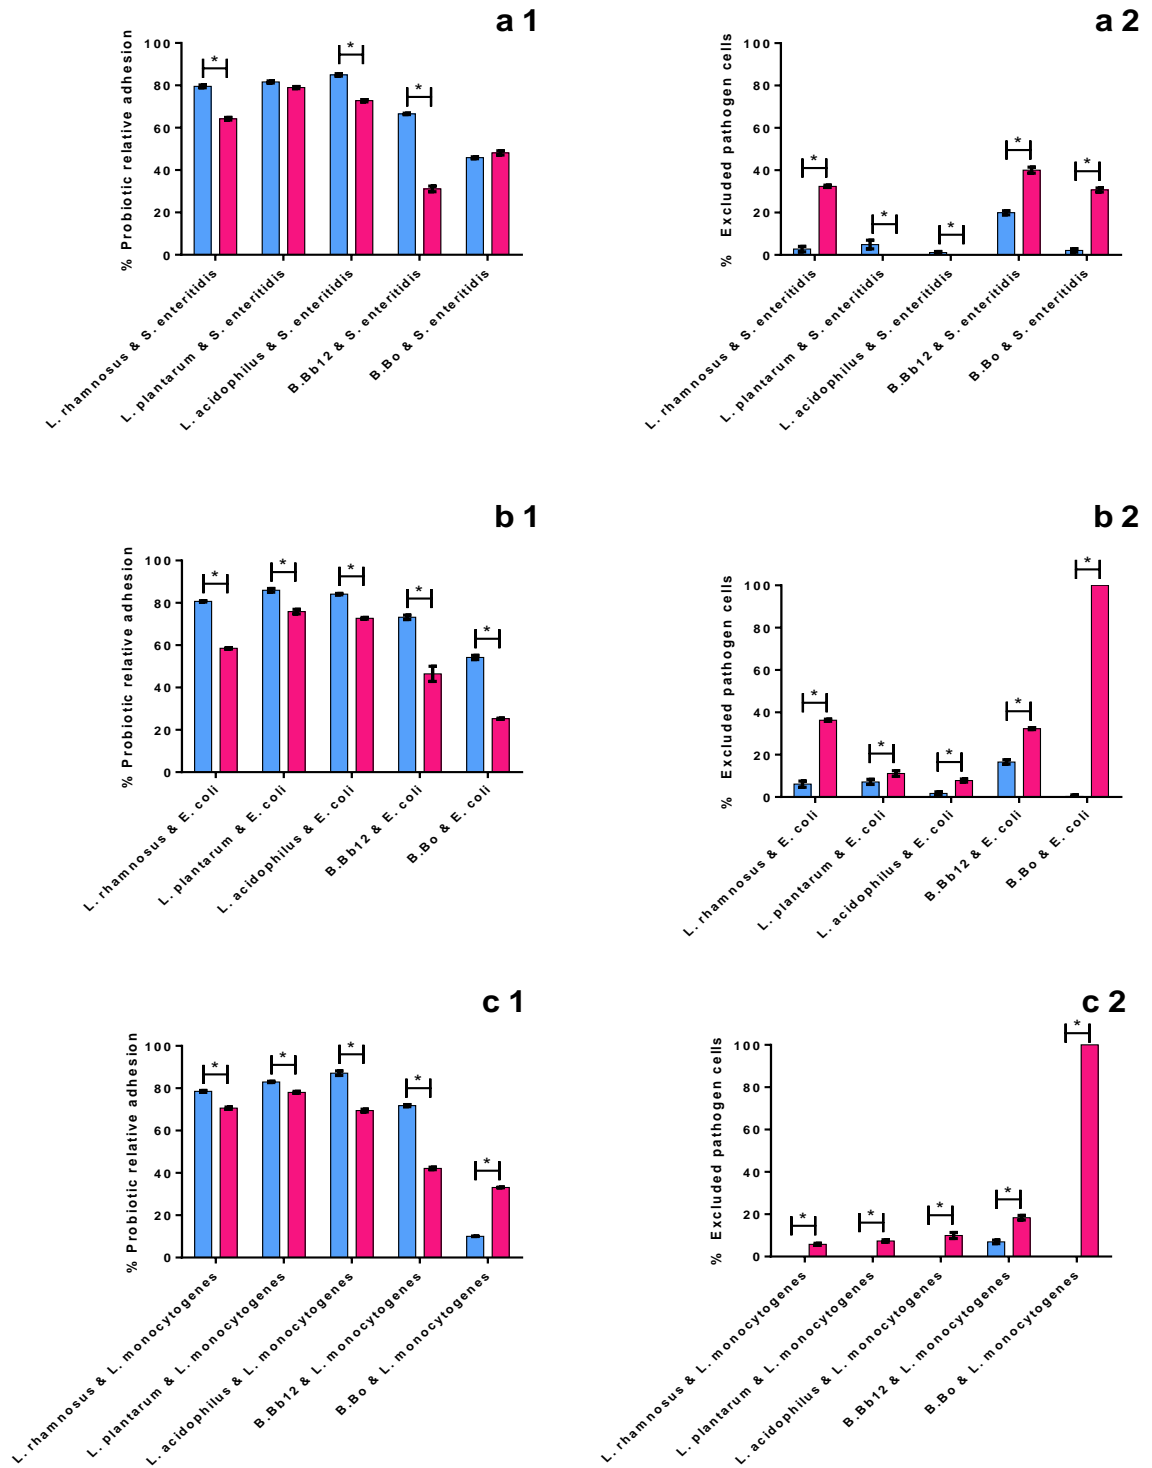 a 1
% Probiotic relative adhesion
100
80
60
40
20
0
*
*
*
L. rhamnosus & S. enteritidis
L. plantarum & S. enteritidis
L. acidophilus & S. enteritidis
B.Bb12 & S. enteritidis
B.Bo & S. enteritidis
a 2
% Excluded pathogen cells
100
80
60
40
20
0
*
*
*
*
*
L. rhamnosus & S. enteritidis
L. plantarum & S. enteritidis
L. acidophilus & S. enteritidis
B.Bb12 & S. enteritidis
B.Bo & S. enteritidis
b 1
% Probiotic relative adhesion
100
80
60
40
20
0
*
*
*
*
*
L. rhamnosus & E. coli
L. plantarum & E. coli
L. acidophilus & E. coli
B.Bb12 & E. coli
B.Bo & E. coli
b 2
% Excluded pathogen cells
100
80
60
40
20
0
*
*
*
*
*
L. rhamnosus & E. coli
L. plantarum & E. coli
L. acidophilus & E. coli
B.Bb12 & E. coli
B.Bo & E. coli
c 1
% Probiotic relative adhesion
100
80
60
40
20
0
*
*
*
*
*
L. rhamnosus & L. monocytogenes
L. plantarum & L. monocytogenes
L. acidophilus & L. monocytogenes
B.Bb12 & L. monocytogenes
B.Bo & L. monocytogenes
c 2
% Excluded pathogen cells
100
80
60
40
20
0
*
*
*
*
*
L. rhamnosus & L. monocytogenes
L. plantarum & L. monocytogenes
L. acidophilus & L. monocytogenes
B.Bb12 & L. monocytogenes
B.Bo & L. monocytogenes